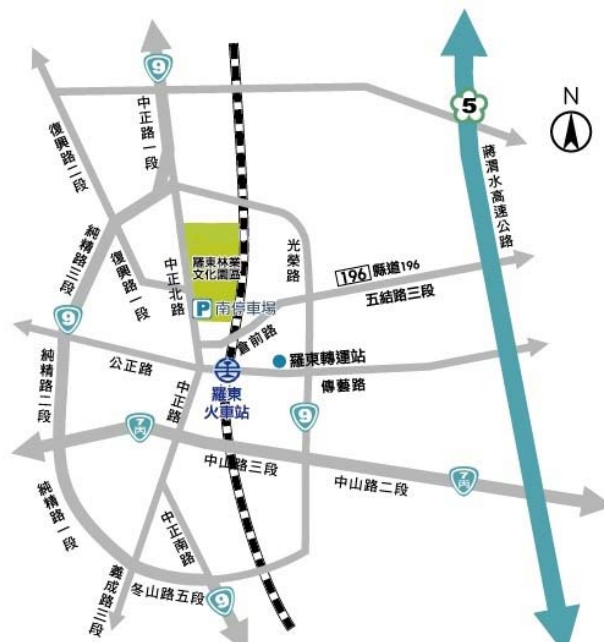 9
中正路一段
復興路二段
5
N
蔣渭水高速公路
純精路三段
復興路一段
中正北路
羅東林業
文化園區
光榮路
196 縣道196
五結路三段
P 南停車場
倉前路
9
公正路
羅東轉運站
傳藝路
羅東
火車站
純精路二段
中正路
9
7丙
中山路三段
中山路二段
7丙
純精路一段
中正南路
義成路三段
冬山路五段
9